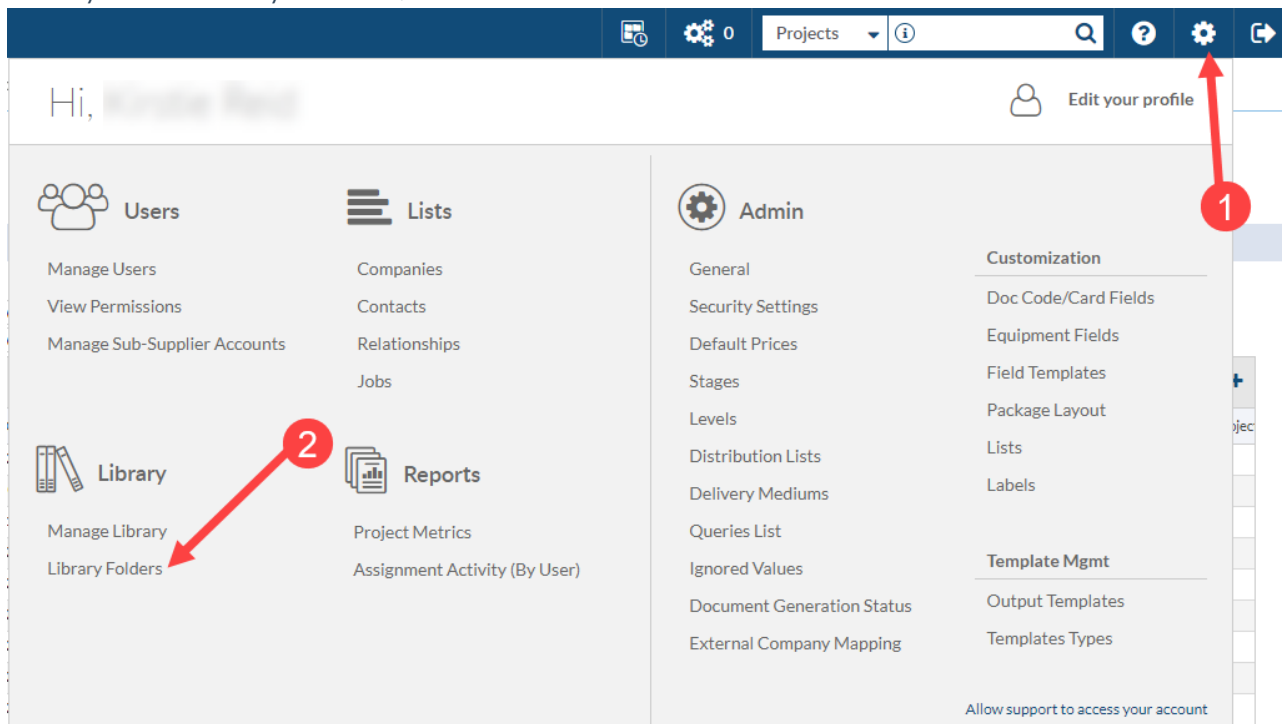 0 Projects
Hi,
Edit your profile
1
Users
Manage Users
View Permissions
Manage Sub-Supplier Accounts
Lists
Companies
Contacts
Relationships
Jobs
2
Library
Manage Library
Library Folders
Reports
Project Metrics
Assignment Activity (By User)
Admin
General
Security Settings
Default Prices
Stages
Levels
Distribution Lists
Delivery Mediums
Queries List
Ignored Values
Document Generation Status
External Company Mapping
Customization
Doc Code/Card Fields
Equipment Fields
Field Templates
Package Layout
Lists
Labels
Template Mgmt
Output Templates
Templates Types
Allow support to access your account